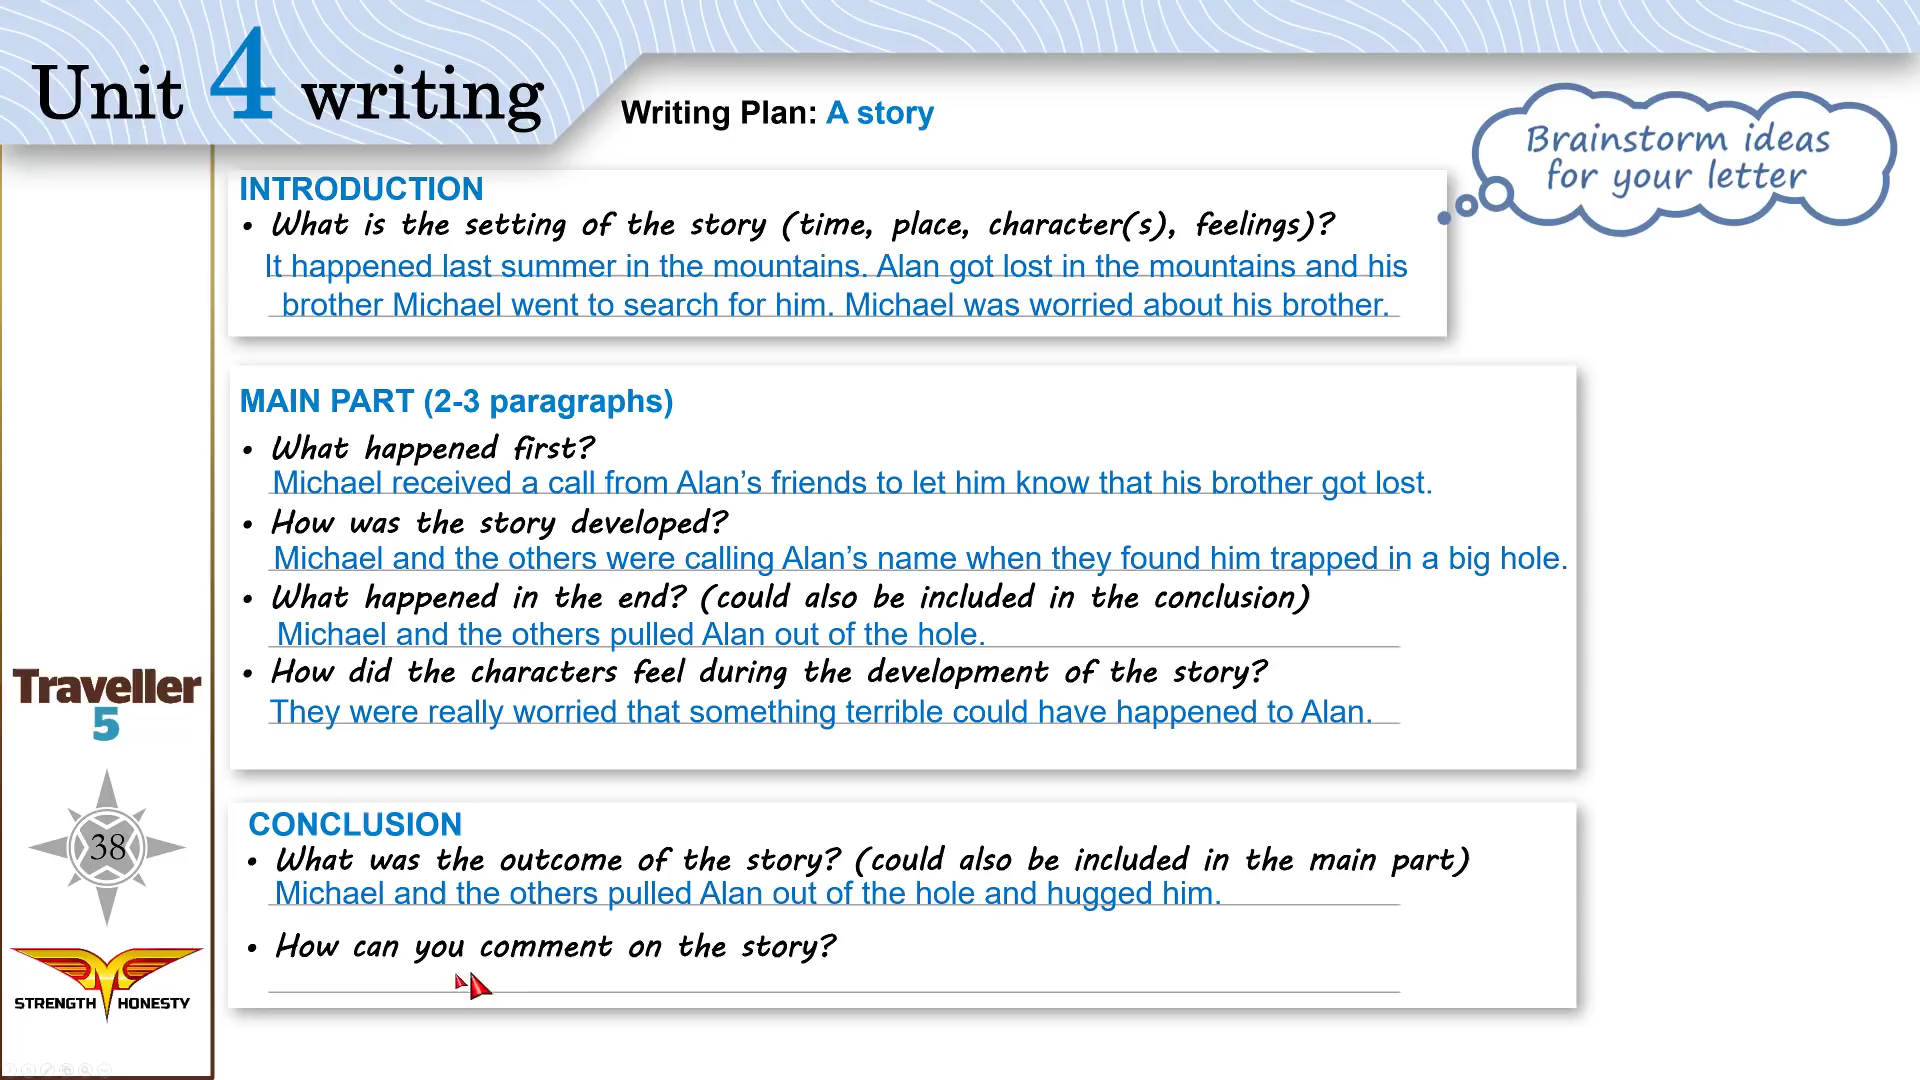 Unit 4 writing
Writing Plan: A story
Brainstorm ideas
for your letter
INTRODUCTION
• What is the setting of the story (time, place, character(s), feelings)?
It happened last summer in the mountains. Alan got lost in the mountains and his
brother Michael went to search for him. Michael was worried about his brother.
MAIN PART (2-3 paragraphs)
• What happened first?
Michael received a call from Alan’s friends to let him know that his brother got lost.
• How was the story developed?
Michael and the others were calling Alan’s name when they found him trapped in a big hole.
• What happened in the end? (could also be included in the conclusion)
Michael and the others pulled Alan out of the hole.
• How did the characters feel during the development of the story?
They were really worried that something terrible could have happened to Alan.
CONCLUSION
• What was the outcome of the story? (could also be included in the main part)
Michael and the others pulled Alan out of the hole and hugged him.
• How can you comment on the story?
Traveller
5
38
STRENGTH HONESTY